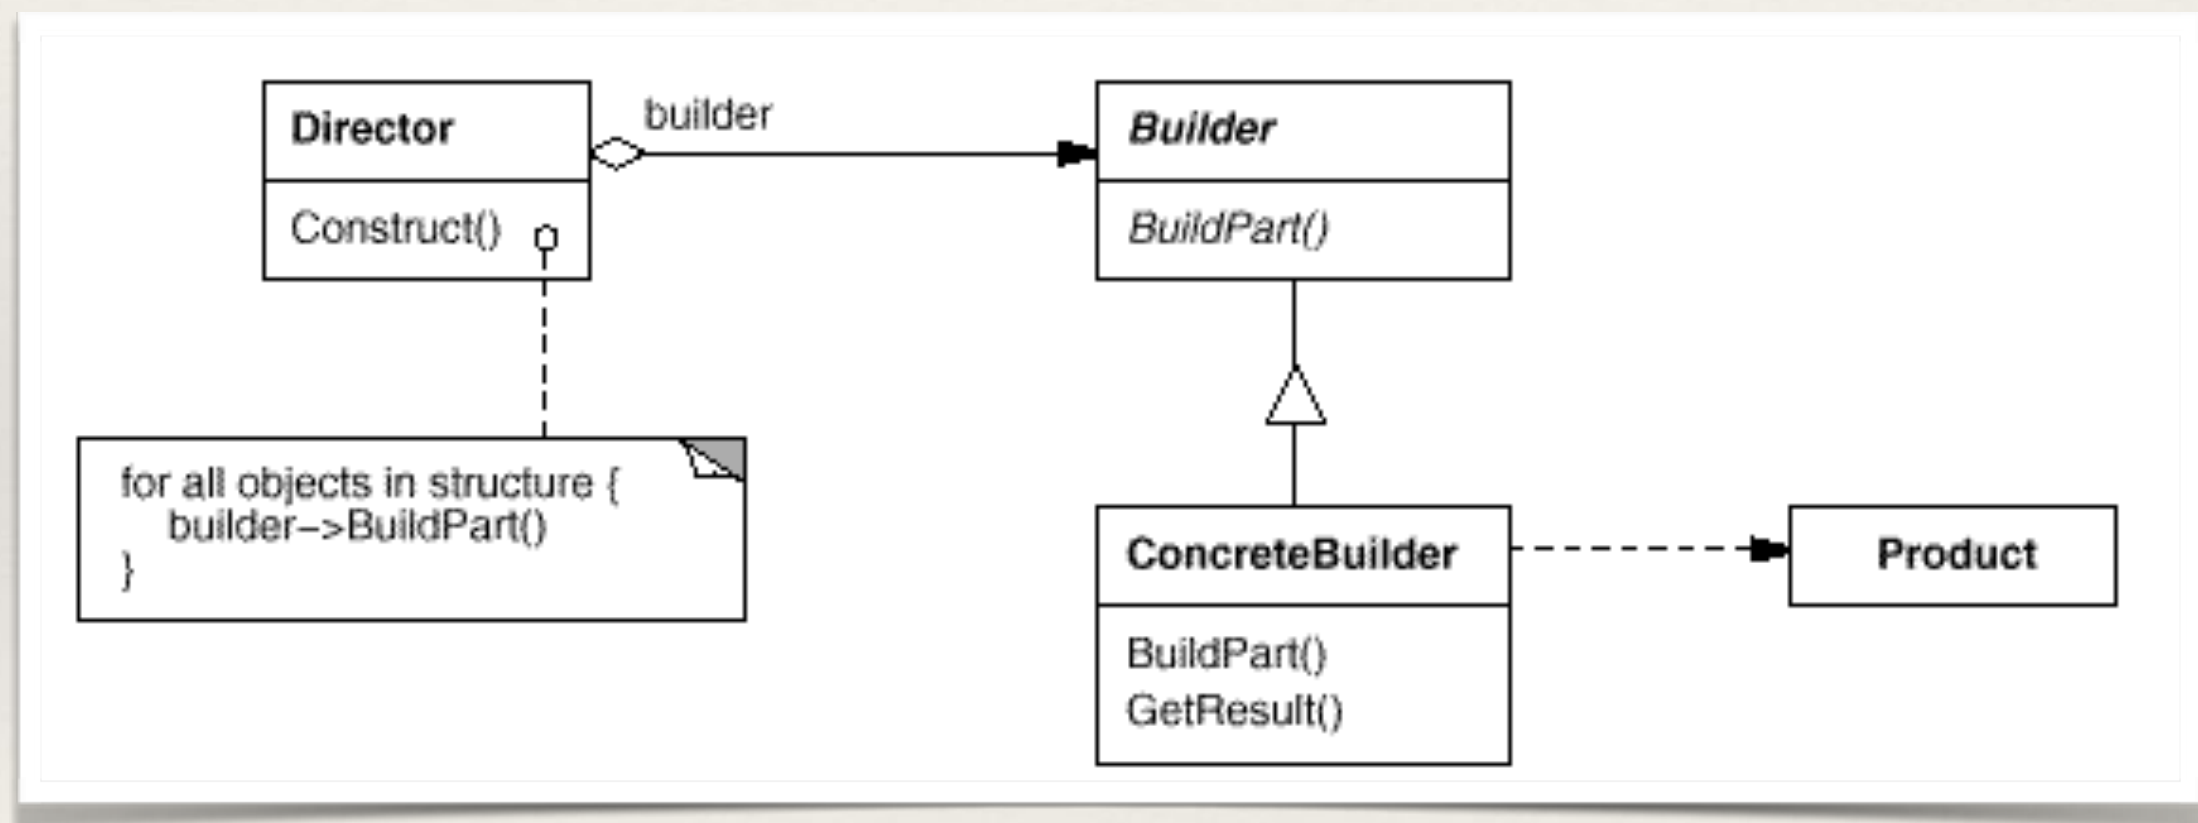 Director
Construct()
builder
Builder
BuildPart()
for all objects in structure {
builder–>BuildPart()
}
ConcreteBuilder
BuildPart()
GetResult()
Product